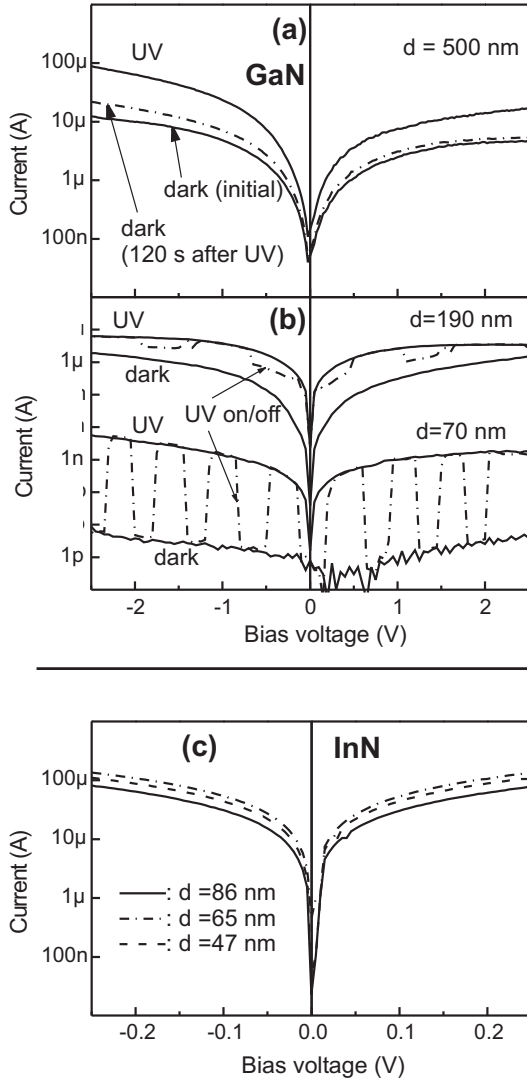 (a)
UV
GaN
d = 500 nm
100µ
10µ
1µ
100n
Current (A)
dark (initial)
dark
(120 s after UV)
(b)
UV
d=190 nm
1µ
dark
UV on/off
UV
d=70 nm
1n
1p
dark
Current (A)
-2
-1
0
1
2
Bias voltage (V)
(c)
InN
100µ
10µ
1µ
100n
Current (A)
: d =86 nm
: d =65 nm
: d =47 nm
-0.2
-0.1
0.0
0.1
0.2
Bias voltage (V)